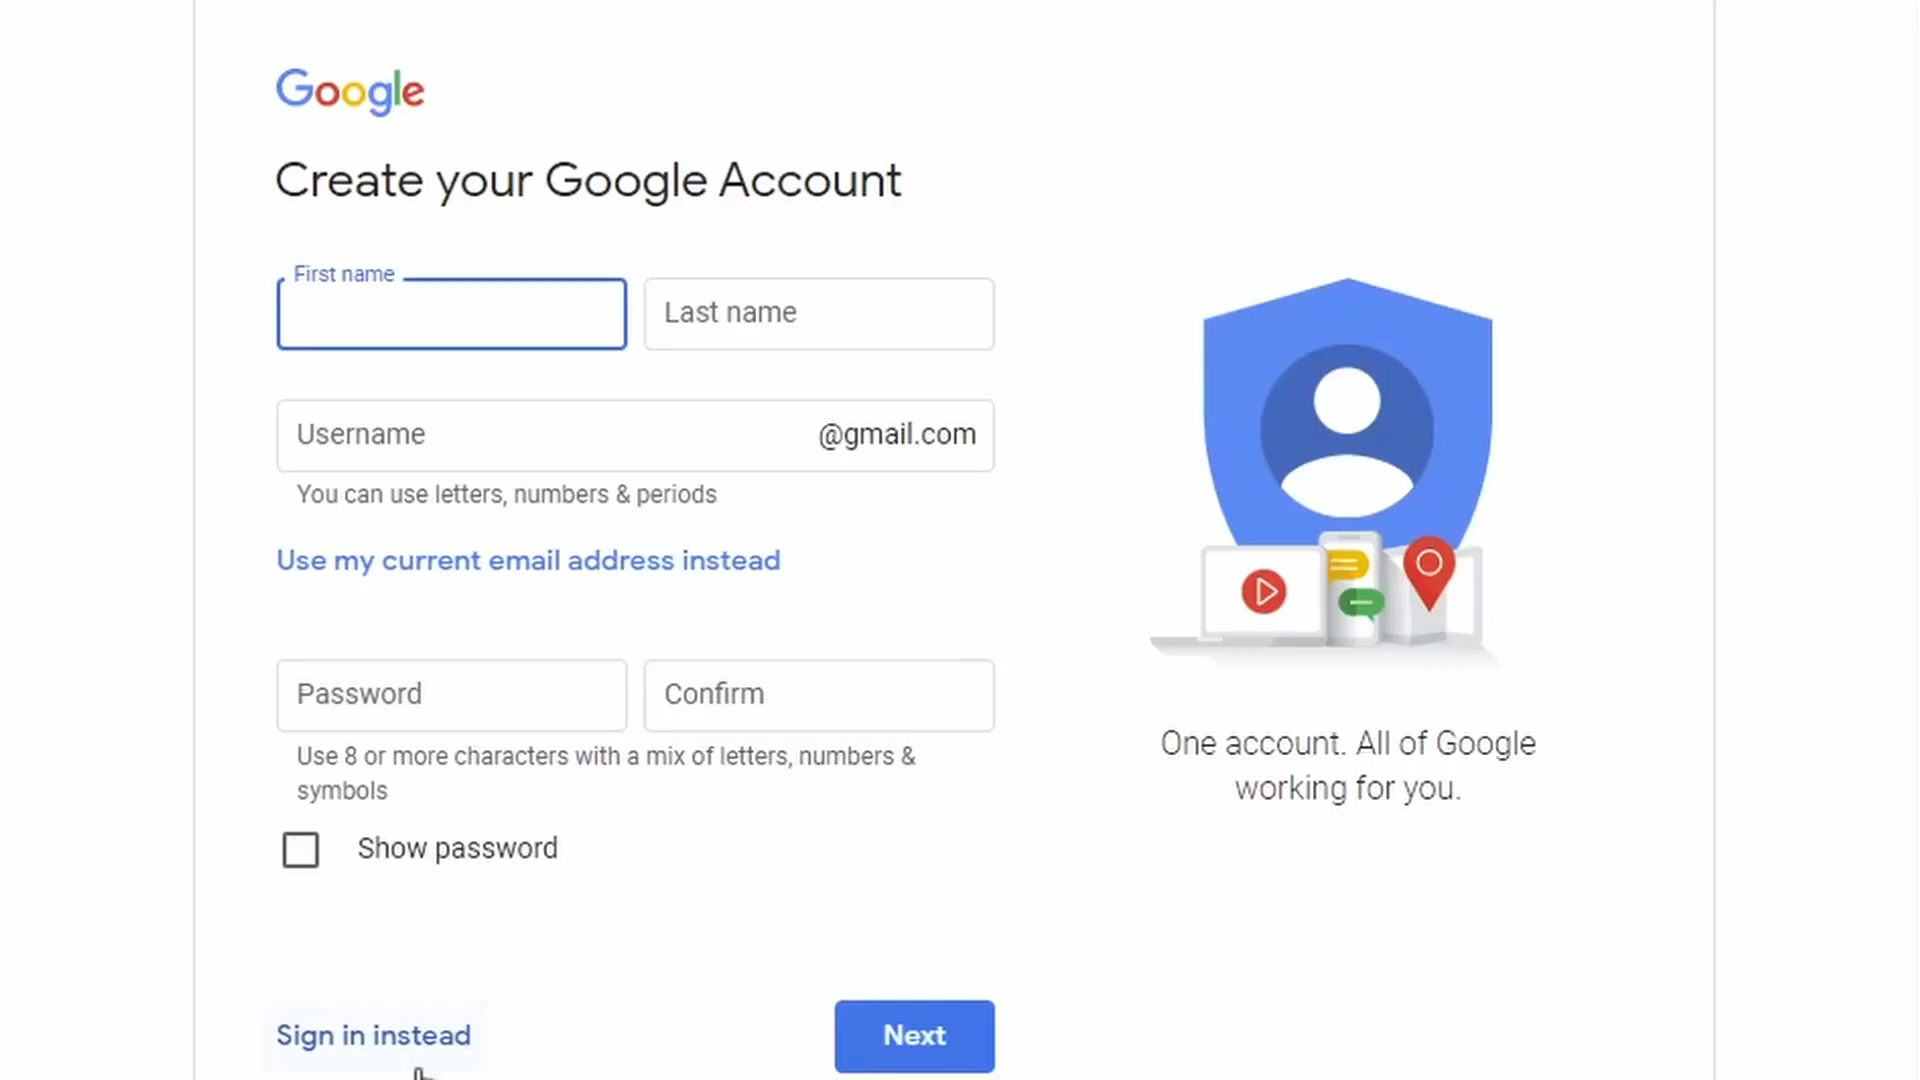 Google
Create your Google Account
First name
Last name
Username
@gmail.com
You can use letters, numbers & periods
Use my current email address instead
Password
Confirm
Use 8 or more characters with a mix of letters, numbers &
symbols
Show password
Sign in instead
Next
One account. All of Google
working for you.